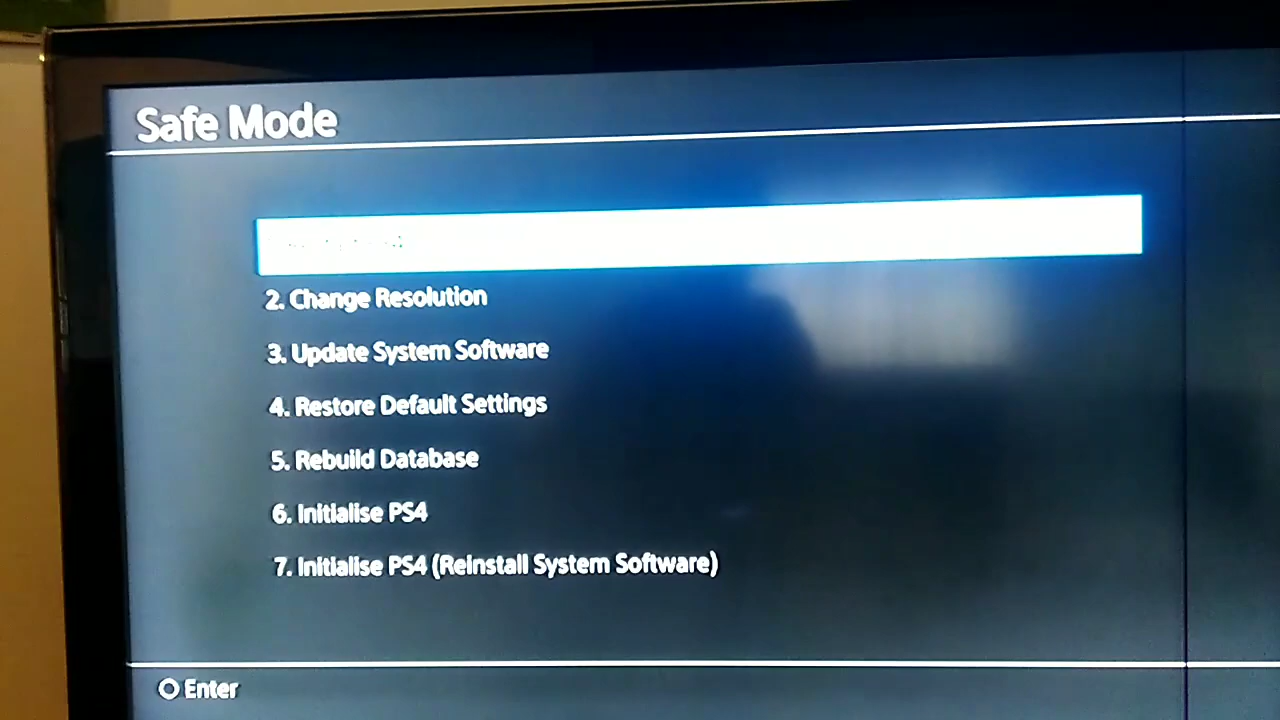 Safe Mode
2. Change Resolution
3. Update System Software
4. Restore Default Settings
5. Rebuild Database
6. Initialise PS4
7. Initialise PS4 (Reinstall System Software)
Enter